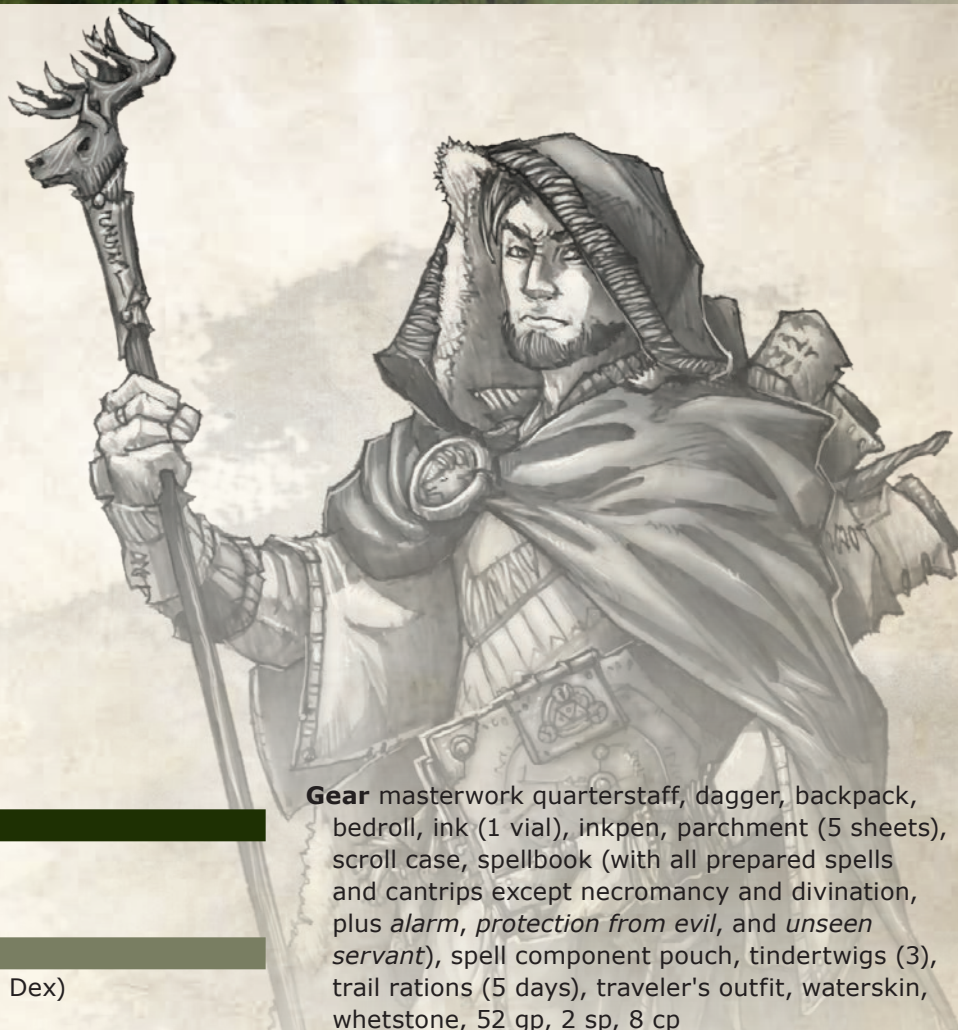 Gear masterwork quarterstaff, dagger, backpack,
bedroll, ink (1 vial), inkpen, parchment (5 sheets),
scroll case, spellbook (with all prepared spells
and cantrips except necromancy and divination,
plus alarm, protection from evil, and unseen
servant), spell component pouch, tindertwigs (3),
trail rations (5 days), traveler's outfit, waterskin,
whetstone, 52 gp, 2 sp, 8 cp
Dex)